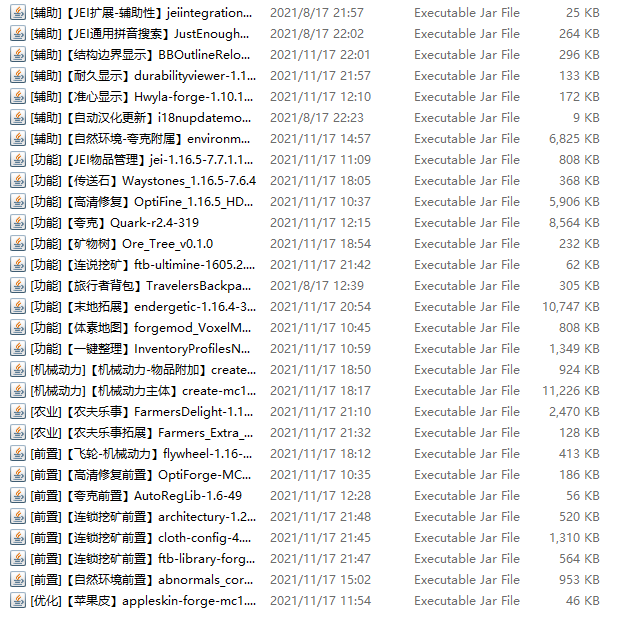 [辅助]【JEI扩展-辅助性】jeiintegration... 2021/8/17 21:57 Executable Jar File 25 KB
[辅助]【JEI通用拼音搜索】JustEnough... 2021/8/17 22:02 Executable Jar File 264 KB
[辅助]【结构边界显示】BBOutlineRelo... 2021/11/17 22:01 Executable Jar File 296 KB
[辅助]【耐久显示】durabilityviewer-1.1... 2021/11/17 21:57 Executable Jar File 133 KB
[辅助]【准心显示】Hwyla-forge-1.10.1... 2021/11/17 12:10 Executable Jar File 172 KB
[辅助]【自动汉化更新】i18nupdatemo... 2021/8/17 22:23 Executable Jar File 9 KB
[辅助]【自然环境-夸克附属】environm... 2021/11/17 14:57 Executable Jar File 6,825 KB
[功能]【JEI物品管理】jei-1.16.5-7.7.1.1... 2021/11/17 11:09 Executable Jar File 808 KB
[功能]【传送石】Waystones_1.16.5-7.6.4 2021/11/17 18:05 Executable Jar File 368 KB
[功能]【高清修复】OptiFine_1.16.5_HD... 2021/11/17 10:37 Executable Jar File 5,906 KB
[功能]【夸克】Quark-r2.4-319 2021/11/17 12:15 Executable Jar File 8,564 KB
[功能]【矿物树】Ore_Tree_v0.1.0 2021/11/17 18:54 Executable Jar File 232 KB
[功能]【连说挖矿】ftb-ultimine-1605.2.... 2021/11/17 21:42 Executable Jar File 62 KB
[功能]【旅行者背包】TravelersBackpa... 2021/8/17 12:39 Executable Jar File 305 KB
[功能]【末地拓展】endergetic-1.16.4-3... 2021/11/17 20:54 Executable Jar File 10,747 KB
[功能]【体素地图】forgemod_VoxelM... 2021/11/17 10:45 Executable Jar File 808 KB
[功能]【一键整理】InventoryProfilesN... 2021/11/17 10:59 Executable Jar File 1,349 KB
[机械动力]【机械动力-物品附加】create... 2021/11/17 18:50 Executable Jar File 924 KB
[机械动力]【机械动力主体】create-mc1... 2021/11/17 18:17 Executable Jar File 11,226 KB
[农业]【农夫乐事】FarmersDelight-1.1... 2021/11/17 21:10 Executable Jar File 2,470 KB
[农业]【农夫乐事拓展】Farmers_Extra_... 2021/11/17 21:32 Executable Jar File 128 KB
[前置]【飞轮-机械动力】flywheel-1.16-... 2021/11/17 18:12 Executable Jar File 413 KB
[前置]【高清修复前置】OptiForge-MC... 2021/11/17 10:35 Executable Jar File 186 KB
[前置]【夸克前置】AutoRegLib-1.6-49 2021/11/17 12:28 Executable Jar File 56 KB
[前置]【连锁挖矿前置】architectury-1.2... 2021/11/17 21:48 Executable Jar File 520 KB
[前置]【连锁挖矿前置】cloth-config-4.... 2021/11/17 21:45 Executable Jar File 1,310 KB
[前置]【连锁挖矿前置】ftb-library-forg... 2021/11/17 21:47 Executable Jar File 564 KB
[前置]【自然环境前置】abnormals_cor... 2021/11/17 15:02 Executable Jar File 953 KB
[优化]【苹果皮】appleskin-forge-mc1.... 2021/11/17 11:54 Executable Jar File 46 KB